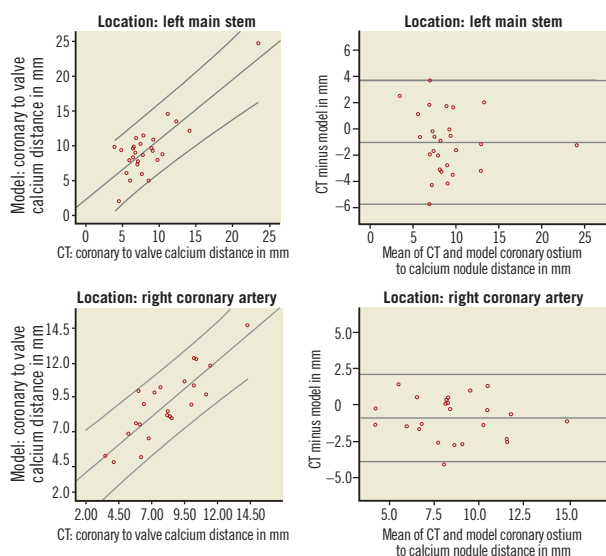 Location: left main stem
Model: coronary to valve
calcium distance in mm
25
20
15
10
5
0
0 5 10 15 20 25
CT: coronary to valve calcium distance in mm
Location: left main stem
CT minus model in mm
6
4
2
0
−2
−4
−6
0 5 10 15 20 25
Mean of CT and model coronary ostium
to calcium nodule distance in mm
Location: right coronary artery
Model: coronary to valve
calcium distance in mm
14.5
12.0
9.5
7.0
4.5
2.0
2.00 4.50 7.00 9.50 12.00 14.50
CT: coronary to valve calcium distance in mm
Location: right coronary artery
CT minus model in mm
5.0
2.5
0
−2.5
−5.0
5.0 7.5 10.0 12.5 15.0
Mean of CT and model coronary ostium
to calcium nodule distance in mm